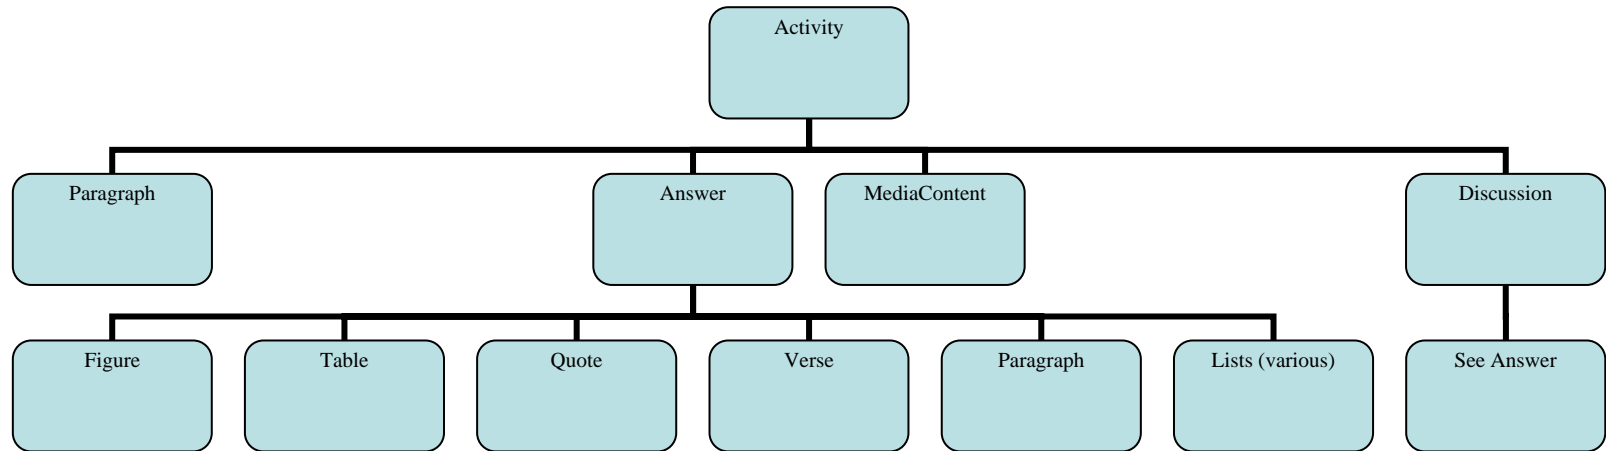 Activity
Paragraph
Answer
MediaContent
Discussion
Figure
Table
Quote
Verse
Paragraph
Lists (various)
See Answer